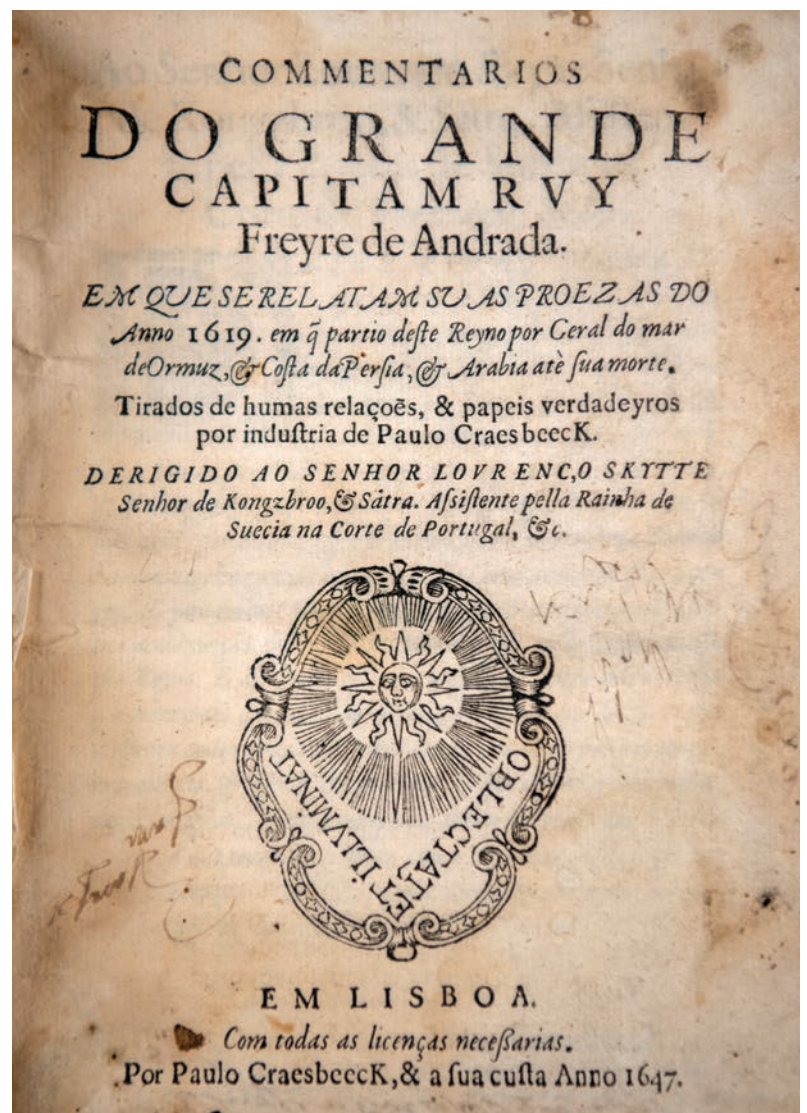 COMMENTARIOS
DO GRANDE
CAPITAM RVY
Freyre de Andrada.
EM QUE SE RELATAM SUAS PROEZAS DO
Anno 1619. em q̃ partio deſte Reyno por Geral do mar
de Ormuz, & Coſta da Perſia, & Arabia atè ſua morte.
Tirados de humas relaçoẽs, & papeis verdadeyros
por induſtria de Paulo CraesbeecK.
DERIGIDO AO SENHOR LOVRENC,O SKYTTE
Senhor de Kongzbroo, & Sàtra. Aſsiſtente pella Rainha de
Suecia na Corte de Portugal, &c.
OBLECTAT, ET ILLVMINAT
EM LISBOA.
Com todas as licenças neceßarias.
Por Paulo CraesbeecK, & a ſua cuſta Anno 1647.